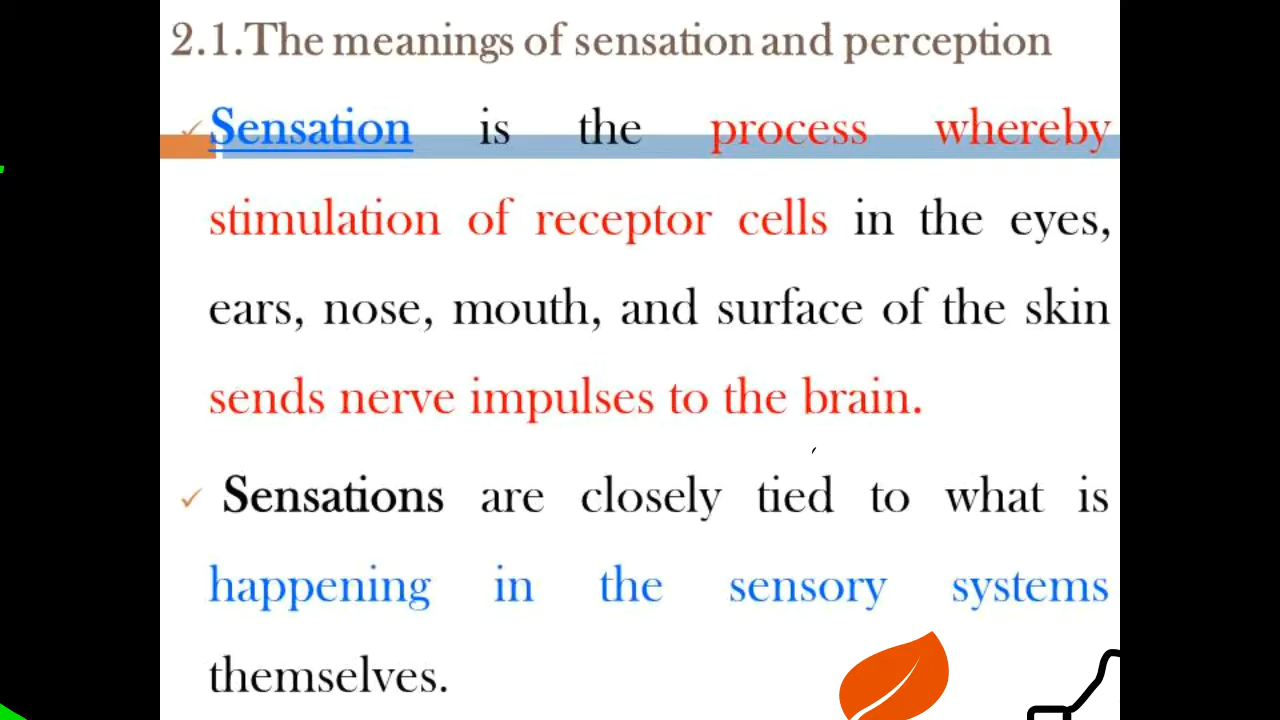 2.1.The meanings of sensation and perception
✓ Sensation is the process whereby
stimulation of receptor cells in the eyes,
ears, nose, mouth, and surface of the skin
sends nerve impulses to the brain.
✓ Sensations are closely tied to what is
happening in the sensory systems
themselves.